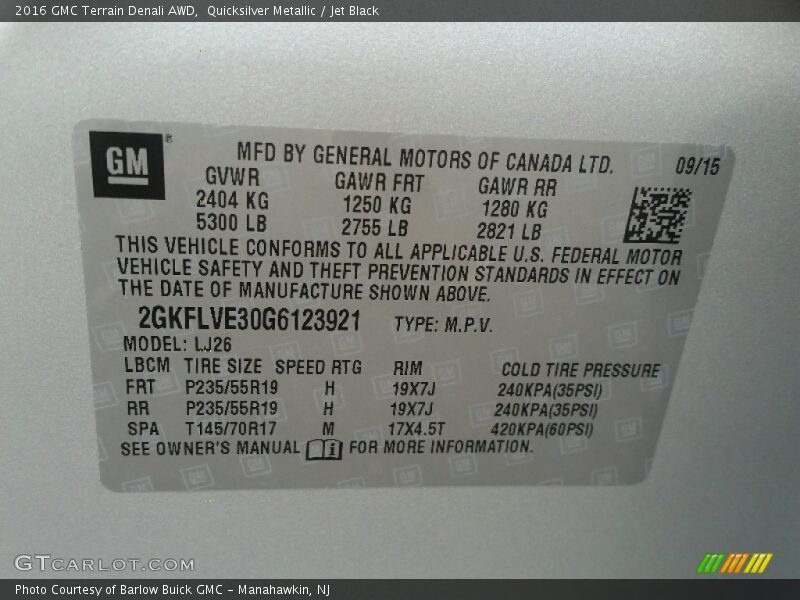 2016 GMC Terrain Denali AWD,  Quicksilver Metallic / Jet Black
GM ®
MFD BY GENERAL MOTORS OF CANADA LTD. 09/15
GVWR GAWR FRT GAWR RR
2404 KG 1250 KG 1280 KG
5300 LB 2755 LB 2821 LB
THIS VEHICLE CONFORMS TO ALL APPLICABLE U.S. FEDERAL MOTOR
VEHICLE SAFETY AND THEFT PREVENTION STANDARDS IN EFFECT ON
THE DATE OF MANUFACTURE SHOWN ABOVE.
2GKFLVE30G6123921 TYPE: M.P.V.
MODEL: LJ26
LBCM TIRE SIZE SPEED RTG RIM COLD TIRE PRESSURE
FRT P235/55R19 H 19X7J 240KPA(35PSI)
RR P235/55R19 H 19X7J 240KPA(35PSI)
SPA T145/70R17 M 17X4.5T 420KPA(60PSI)
SEE OWNER'S MANUAL i FOR MORE INFORMATION.
GTCARLOT.COM
Photo Courtesy of Barlow Buick GMC – Manahawkin, NJ